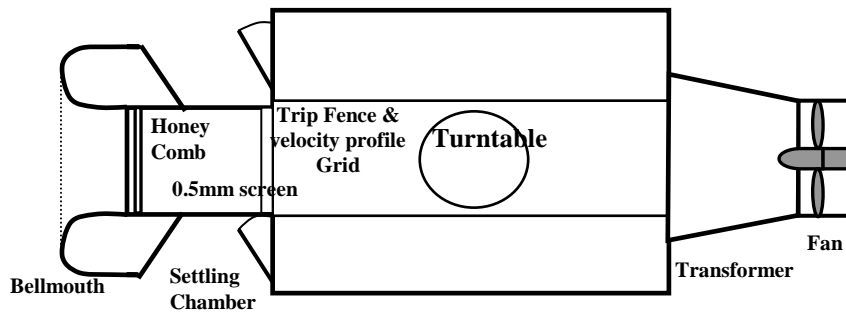 Honey
Comb
Trip Fence &
velocity profile
Grid
Turntable
0.5mm screen
Bellmouth
Settling
Chamber
Transformer
Fan